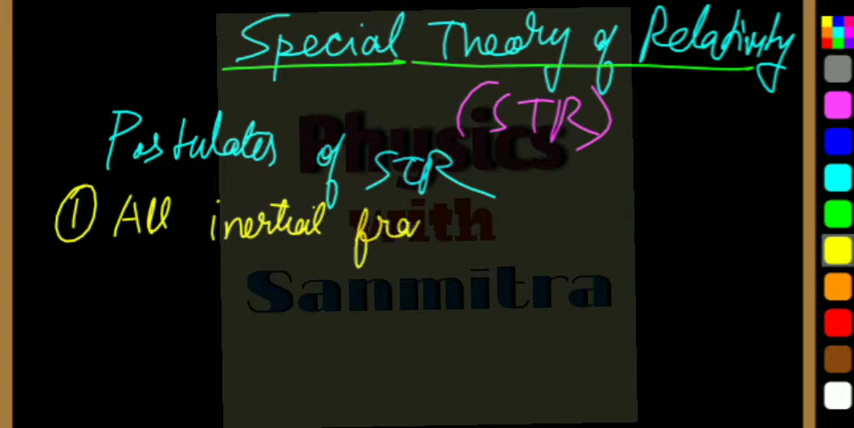 Special Theory of Relativity
(STR)
Postulates of STR
① All inertial fra
Physics
with
Sanmitra